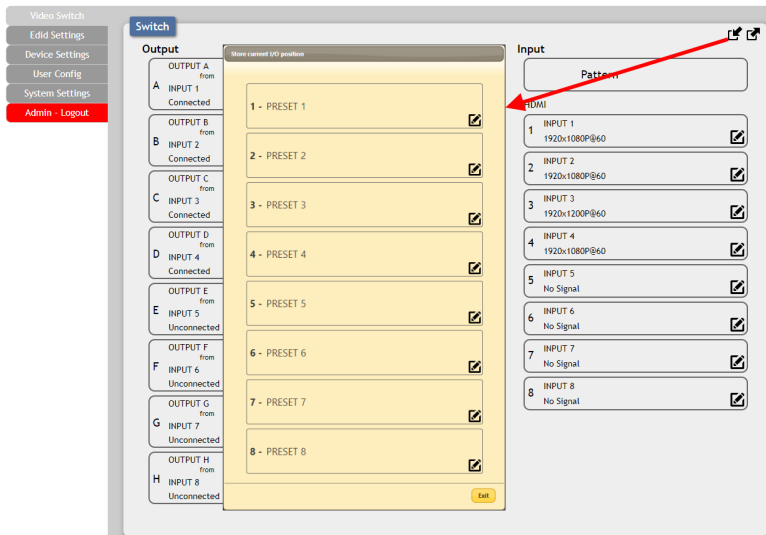 Video Switch
Edid Settings
Device Settings
User Config
System Settings
Admin - Logout
Switch
Output
OUTPUT A
from
A
INPUT 1
Connected
OUTPUT B
from
B
INPUT 2
Connected
OUTPUT C
from
C
INPUT 3
Connected
OUTPUT D
from
D
INPUT 4
Connected
OUTPUT E
from
E
INPUT 5
Unconnected
OUTPUT F
from
F
INPUT 6
Unconnected
OUTPUT G
from
G
INPUT 7
Unconnected
OUTPUT H
from
H
INPUT 8
Unconnected
Store current I/O position
1 - PRESET 1
2 - PRESET 2
3 - PRESET 3
4 - PRESET 4
5 - PRESET 5
6 - PRESET 6
7 - PRESET 7
8 - PRESET 8
Exit
Input
Pattern
HDMI
1
INPUT 1
1920x1080P@60
2
INPUT 2
1920x1080P@60
3
INPUT 3
1920x1200P@60
4
INPUT 4
1920x1080P@60
5
INPUT 5
No Signal
6
INPUT 6
No Signal
7
INPUT 7
No Signal
8
INPUT 8
No Signal